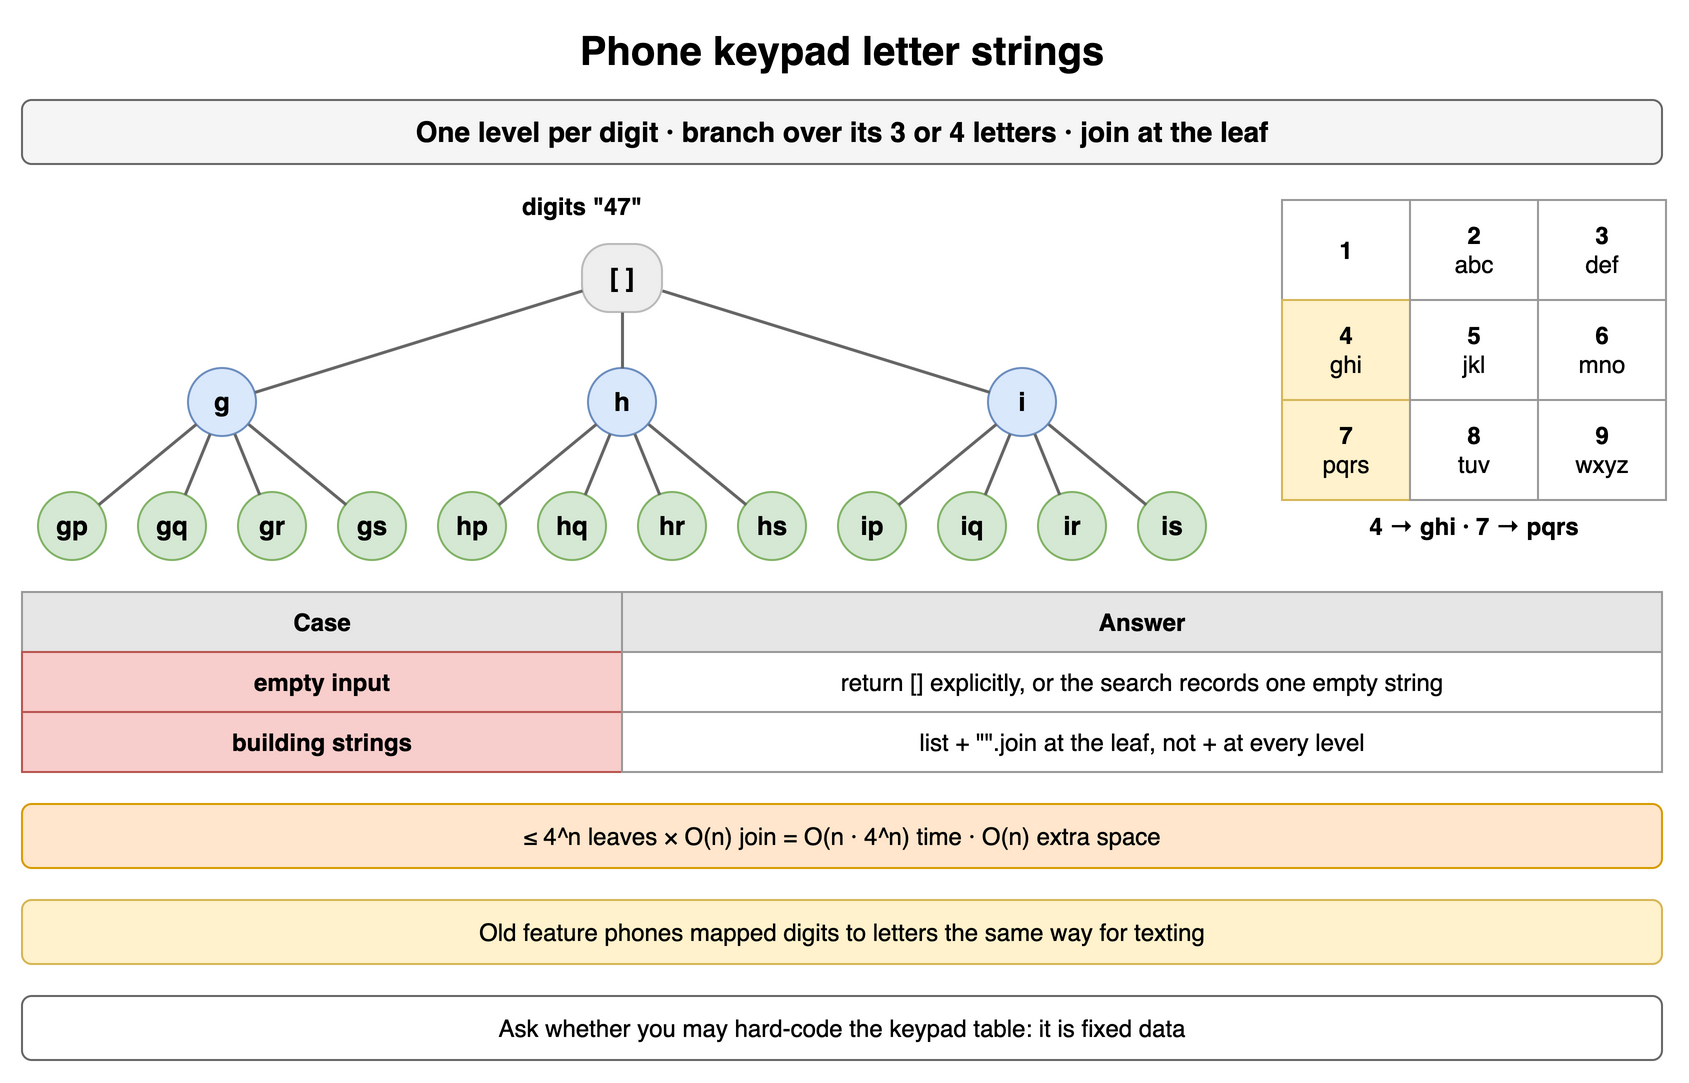 Phone keypad letter strings
One level per digit · branch over its 3 or 4 letters · join at the leaf
digits "47"
[ ]
g h i
gp gq gr gs hp hq hr hs ip iq ir is
1 2 3
abc def
4 5 6
ghi jkl mno
7 8 9
pqrs tuv wxyz
4 → ghi · 7 → pqrs
Case Answer
empty input return [] explicitly, or the search records one empty string
building strings list + "".join at the leaf, not + at every level
≤ 4^n leaves × O(n) join = O(n · 4^n) time · O(n) extra space
Old feature phones mapped digits to letters the same way for texting
Ask whether you may hard-code the keypad table: it is fixed data